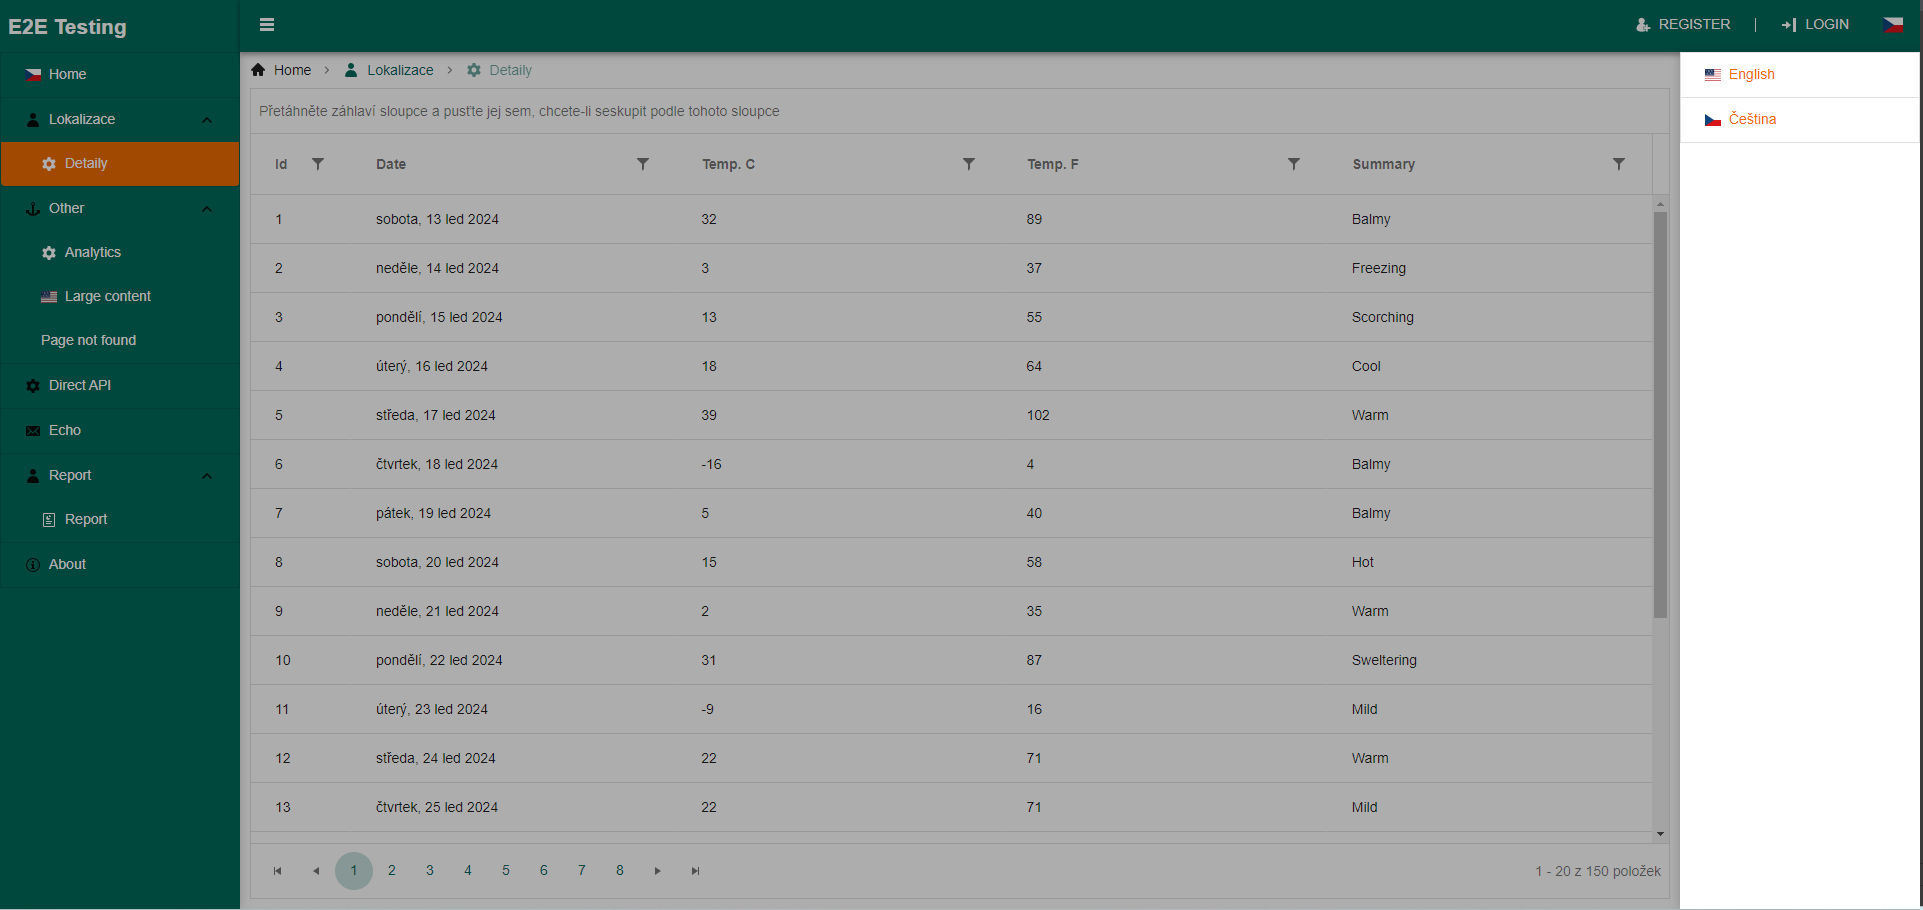 E2E Testing
REGISTER | LOGIN
Home
Lokalizace
Detaily
Other
Analytics
Large content
Page not found
Direct API
Echo
Report
Report
About
Home > Lokalizace > Detaily
Přetáhněte záhlaví sloupce a pusťte jej sem, chcete-li seskupit podle tohoto sloupce
Id Date Temp. C Temp. F Summary
1 sobota, 13 led 2024 32 89 Balmy
2 neděle, 14 led 2024 3 37 Freezing
3 pondělí, 15 led 2024 13 55 Scorching
4 úterý, 16 led 2024 18 64 Cool
5 středa, 17 led 2024 39 102 Warm
6 čtvrtek, 18 led 2024 -16 4 Balmy
7 pátek, 19 led 2024 5 40 Balmy
8 sobota, 20 led 2024 15 58 Hot
9 neděle, 21 led 2024 2 35 Warm
10 pondělí, 22 led 2024 31 87 Sweltering
11 úterý, 23 led 2024 -9 16 Mild
12 středa, 24 led 2024 22 71 Warm
13 čtvrtek, 25 led 2024 22 71 Mild
1 2 3 4 5 6 7 8
1 - 20 z 150 položek
English
Čeština